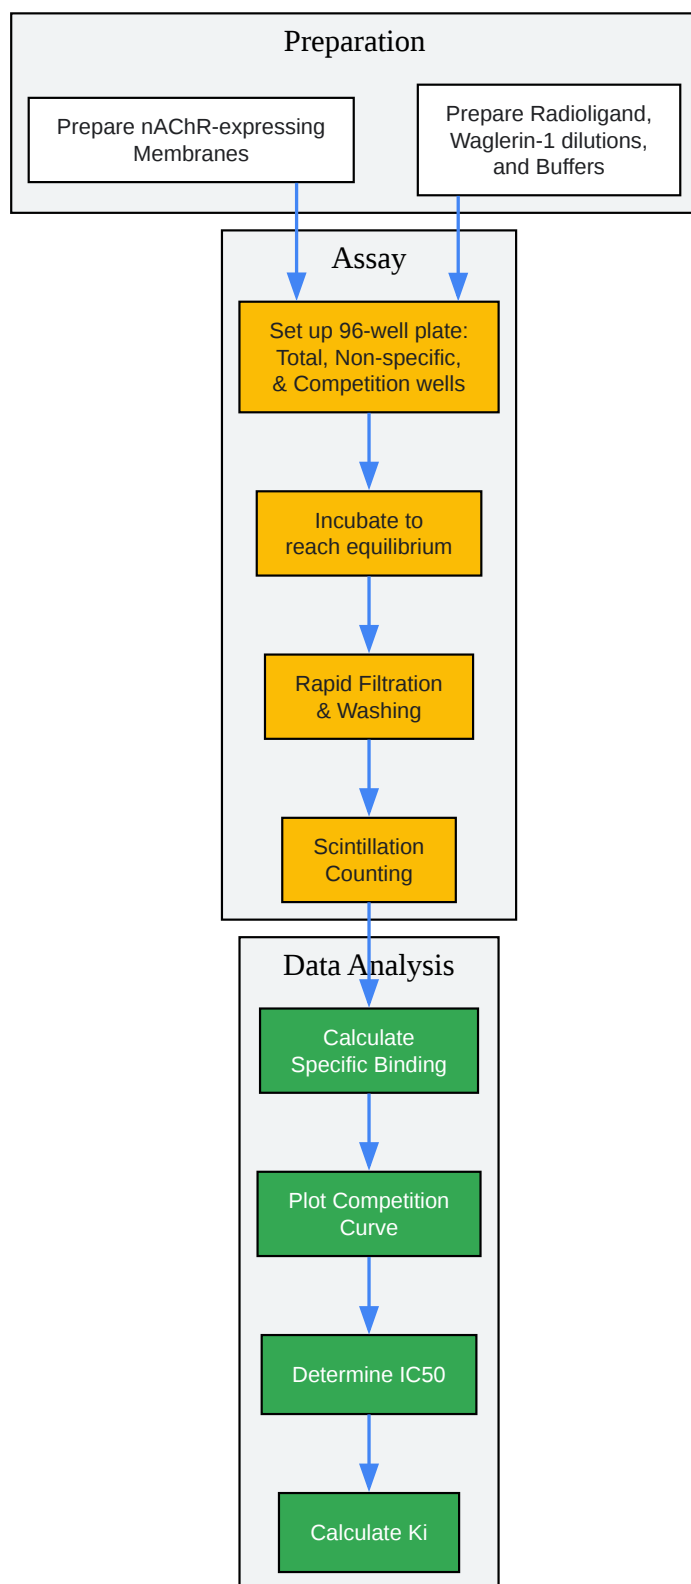 Preparation
Prepare nAChR-expressing
Membranes
Prepare Radioligand,
Waglerin-1 dilutions,
and Buffers
Assay
Set up 96-well plate:
Total, Non-specific,
& Competition wells
Incubate to
reach equilibrium
Rapid Filtration
& Washing
Scintillation
Counting
Data Analysis
Calculate
Specific Binding
Plot Competition
Curve
Determine IC50
Calculate Ki